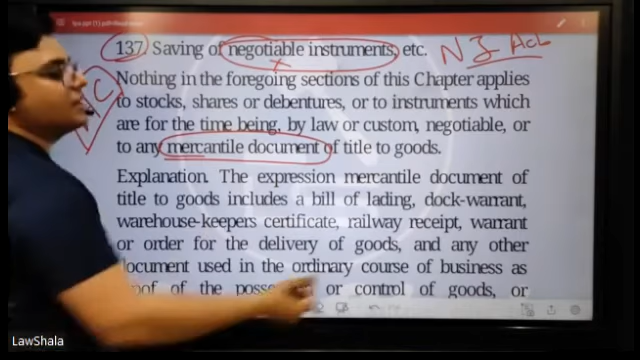 137 Saving of negotiable instruments, etc. N I Act
Nothing in the foregoing sections of this Chapter applies
to stocks, shares or debentures, or to instruments which
are for the time being, by law or custom, negotiable, or
to any mercantile document of title to goods.
Explanation. The expression mercantile document of
title to goods includes a bill of lading, dock-warrant,
warehouse-keepers certificate, railway receipt, warrant
or order for the delivery of goods, and any other
document used in the ordinary course of business as
proof of the or control of goods, or
LawShala